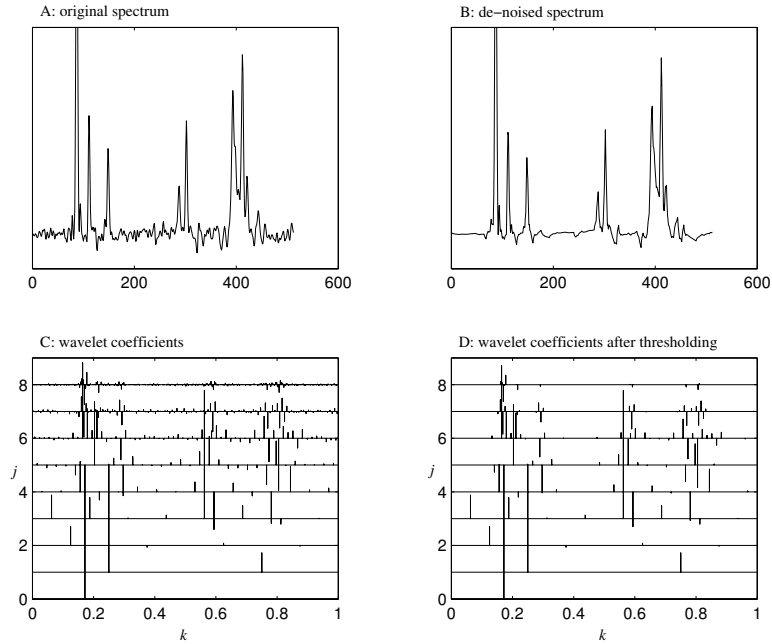 A: original spectrum
B: de−noised spectrum
0 200 400 600
0 200 400 600
C: wavelet coefficients
D: wavelet coefficients after thresholding
8
6
j
4
2
0
0 0.2 0.4 0.6 0.8 1
k
8
6
j
4
2
0
0 0.2 0.4 0.6 0.8 1
k